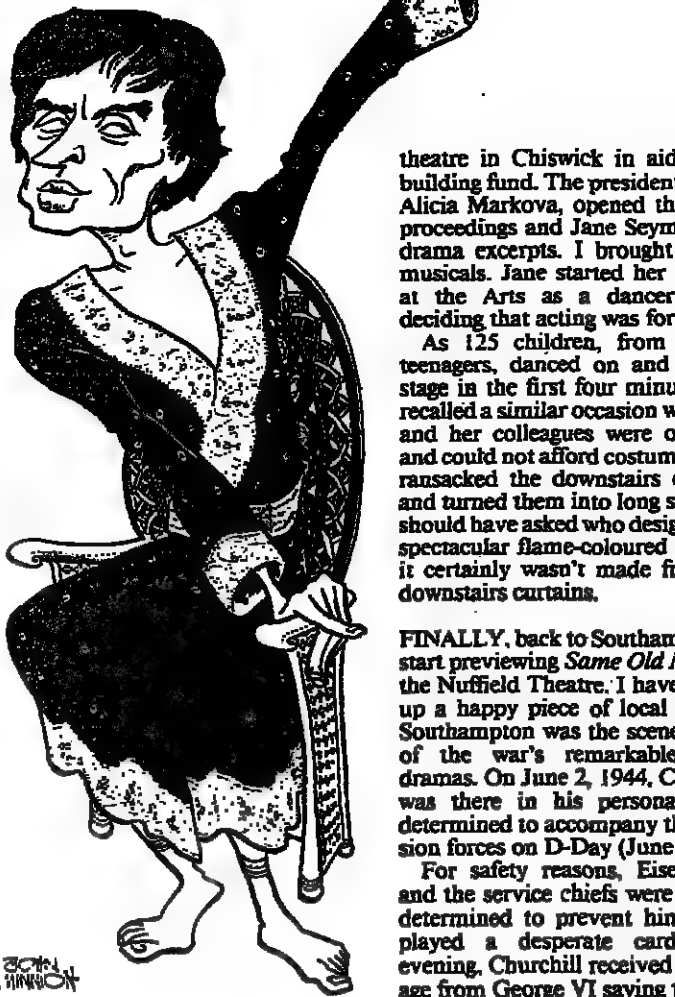 theatre in Chiswick in aid
building fund. The president
Alicia Markova, opened th
proceedings and Jane Seym
drama excerpts. I brought
musicals. Jane started her
at the Arts as a dancer
deciding that acting was for
As 125 children, from
teenagers, danced on and
stage in the first four minu
recalled a similar occasion w
and her colleagues were o
and could not afford costum
ransacked the downstairs c
and turned them into long s
should have asked who desig
spectacular flame-coloured
it certainly wasn't made fr
downstairs curtains.
FINALLY, back to Southam
start previewing Same Old
the Nuffield Theatre. I have
up a happy piece of local
Southampton was the scene
of the war's remarkable
dramas. On June 2, 1944, C
was there in his persona
determined to accompany th
sion forces on D-Day (June
For safety reasons, Eise
and the service chiefs were
determined to prevent him
played a desperate card
evening, Churchill received
age from George VI saying t